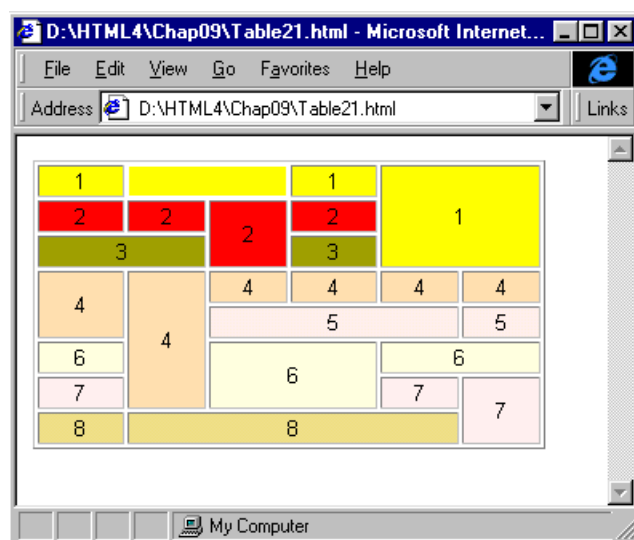 D:\HTML4\Chap09\Table21.html - Microsoft Internet...
File Edit View Go Favorites Help
Address D:\HTML4\Chap09\Table21.html Links
1 1 1
2 2 2 2
3 3
4 4 4 4 4 4
5 5
6 6 6
7 7 7
8 8
My Computer